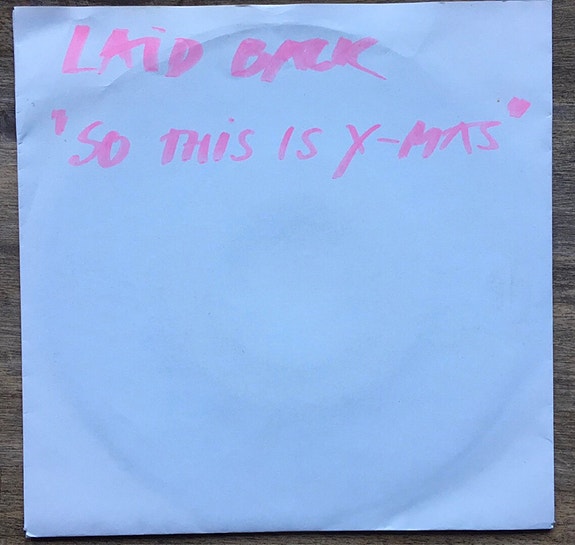 LAID BACK
"SO THIS IS X-MAS"